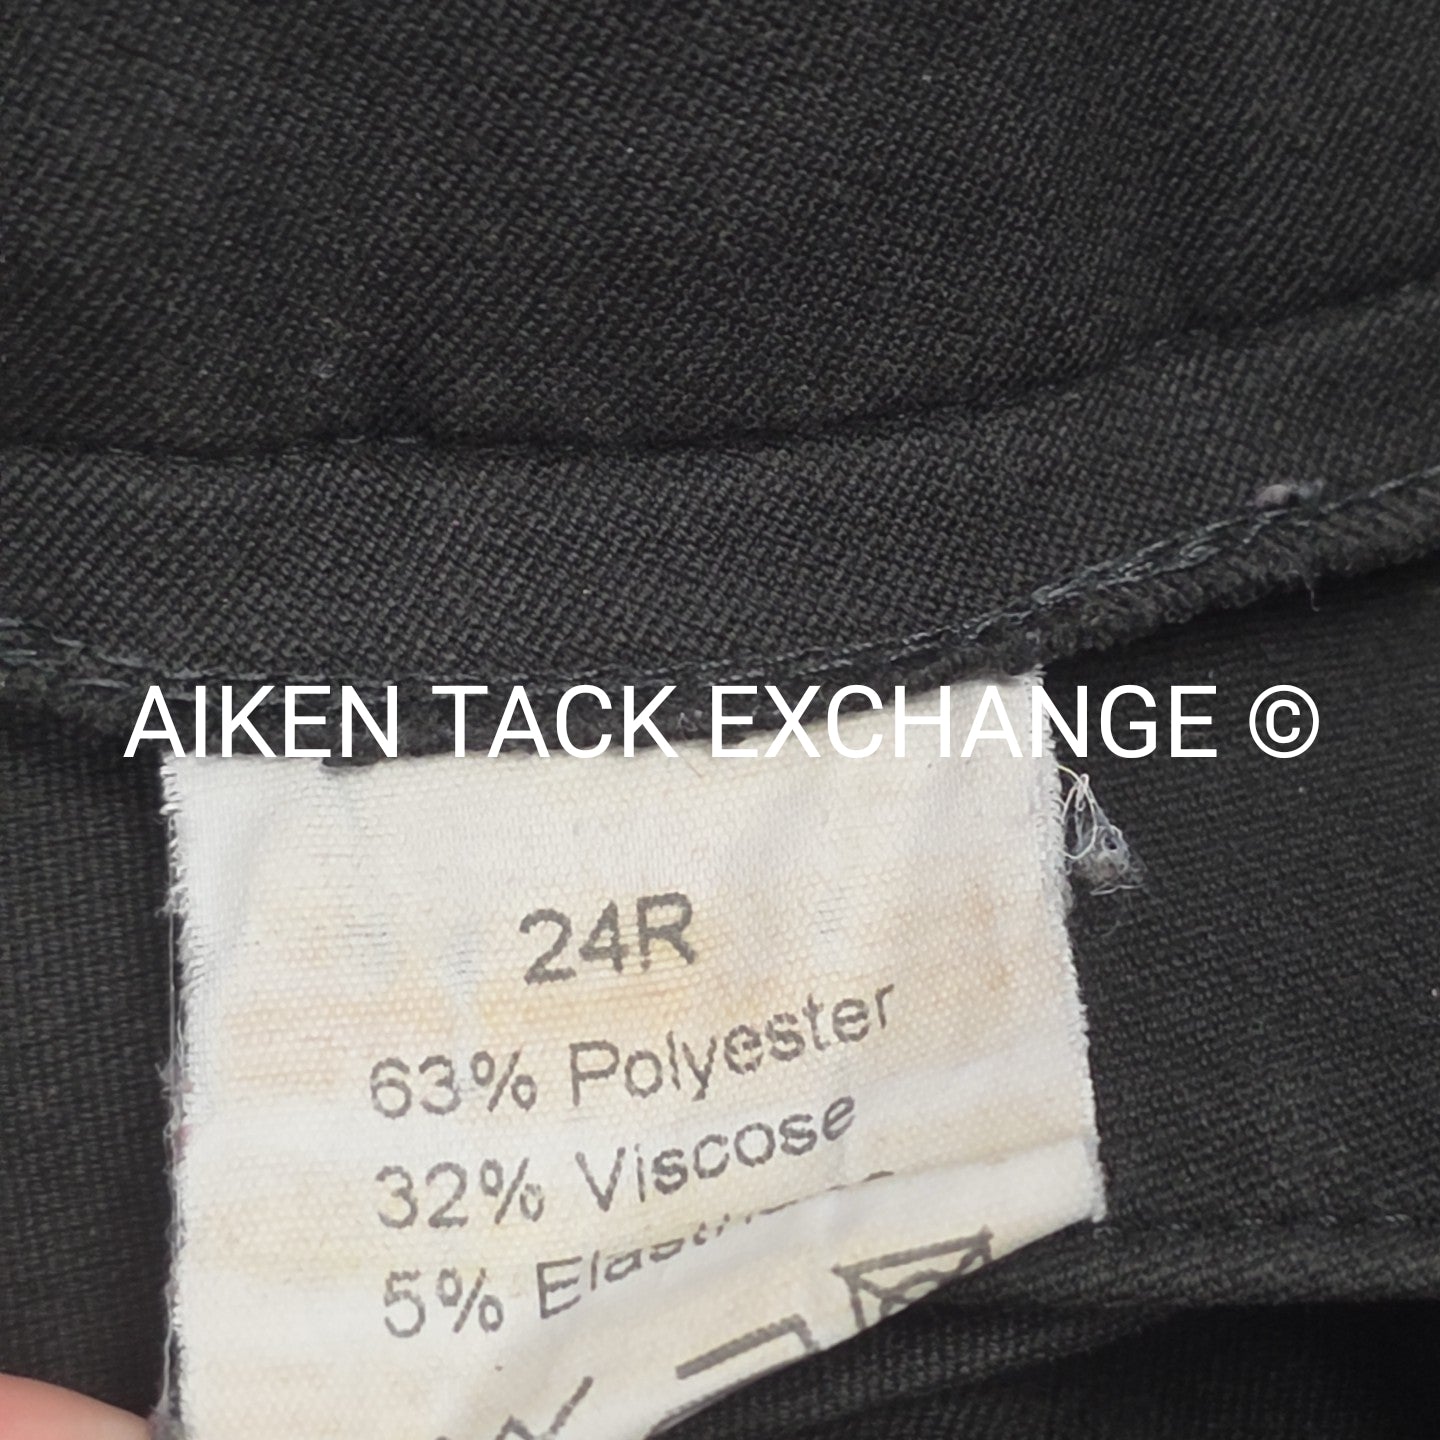 AIKEN TACK EXCHANGE ©
24R
63% Polyester
32% Viscose
5%